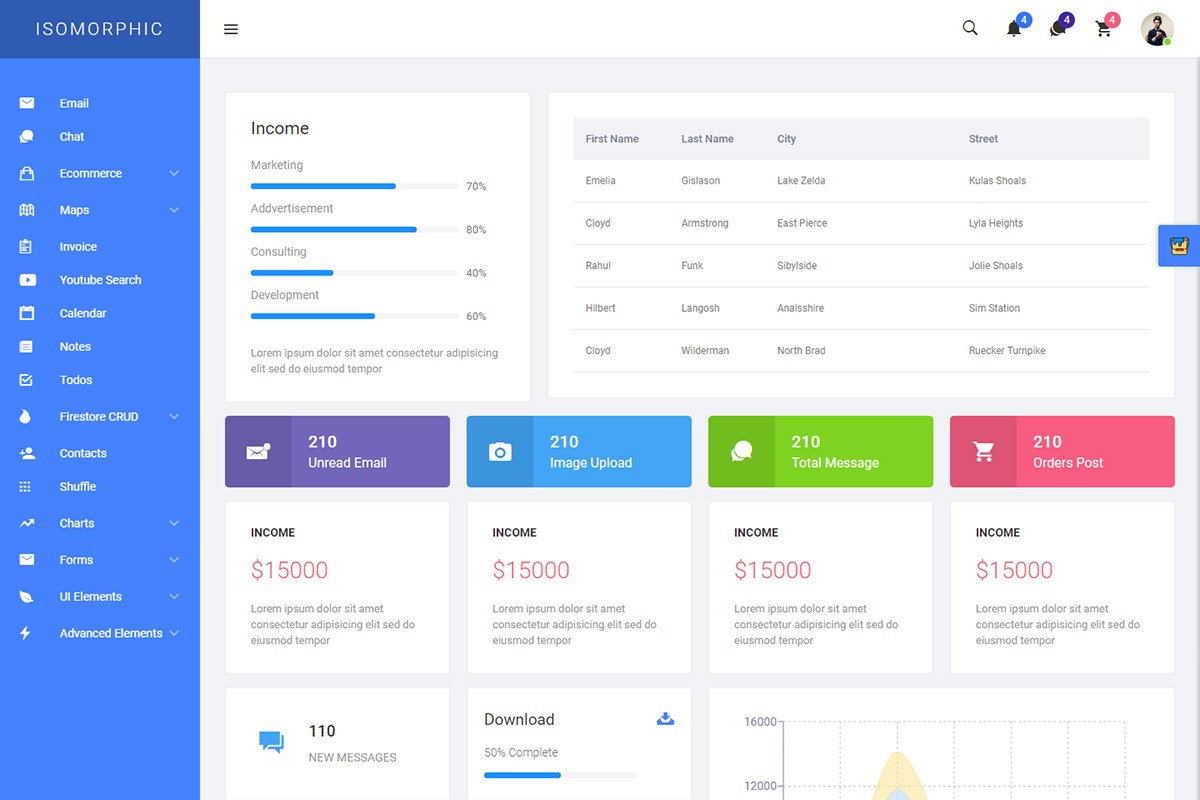 ISOMORPHIC
4
4
4
Email
Chat
Ecommerce
Maps
Invoice
Youtube Search
Calendar
Notes
Todos
Firestore CRUD
Contacts
Shuffle
Charts
Forms
UI Elements
Advanced Elements
Income
Marketing
70%
Addvertisement
80%
Consulting
40%
Development
60%
Lorem ipsum dolor sit amet consectetur adipisicing
elit sed do eiusmod tempor
First Name Last Name City Street
Emelia Gislason Lake Zelda Kulas Shoals
Cloyd Armstrong East Pierce Lyla Heights
Rahul Funk Sibylside Jolie Shoals
Hilbert Langosh Anaisshire Sim Station
Cloyd Wilderman North Brad Ruecker Turnpike
210
Unread Email
210
Image Upload
210
Total Message
210
Orders Post
INCOME
$15000
Lorem ipsum dolor sit amet
consectetur adipisicing elit sed do
eiusmod tempor
INCOME
$15000
Lorem ipsum dolor sit amet
consectetur adipisicing elit sed do
eiusmod tempor
INCOME
$15000
Lorem ipsum dolor sit amet
consectetur adipisicing elit sed do
eiusmod tempor
INCOME
$15000
Lorem ipsum dolor sit amet
consectetur adipisicing elit sed do
eiusmod tempor
110
NEW MESSAGES
Download
50% Complete
16000
12000